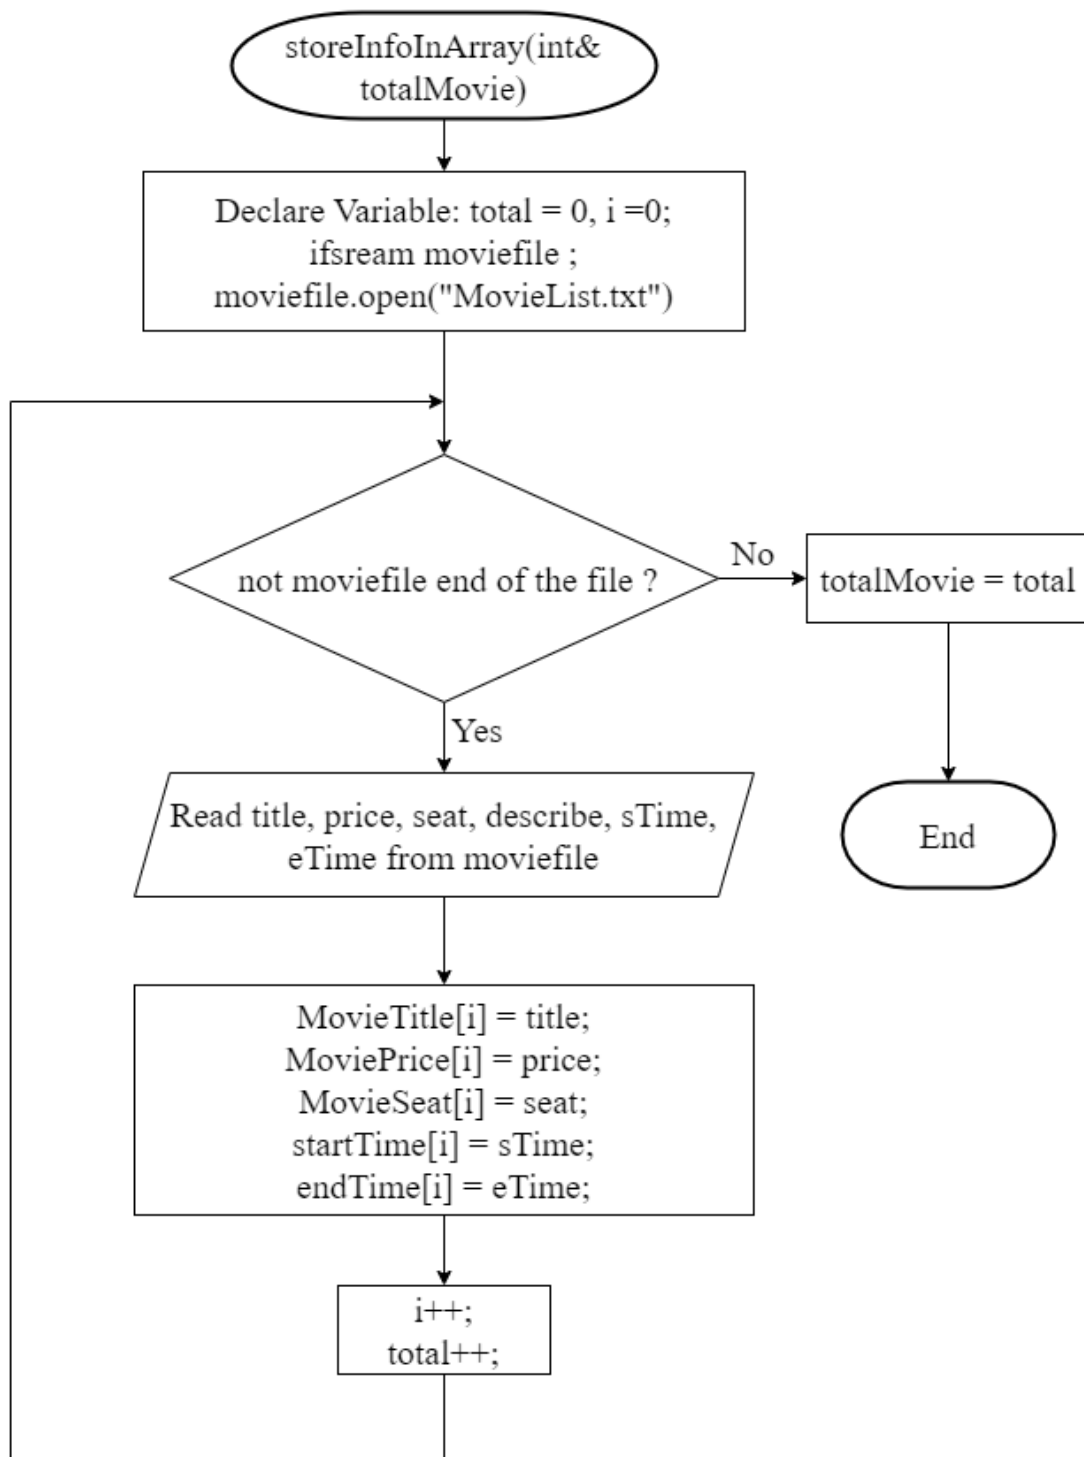 storeInfoInArray(int&
totalMovie)
Declare Variable: total = 0, i =0;
ifsream moviefile ;
moviefile.open("MovieList.txt")
not moviefile end of the file ?
No
totalMovie = total
Yes
Read title, price, seat, describe, sTime,
eTime from moviefile
End
MovieTitle[i] = title;
MoviePrice[i] = price;
MovieSeat[i] = seat;
startTime[i] = sTime;
endTime[i] = eTime;
i++;
total++;